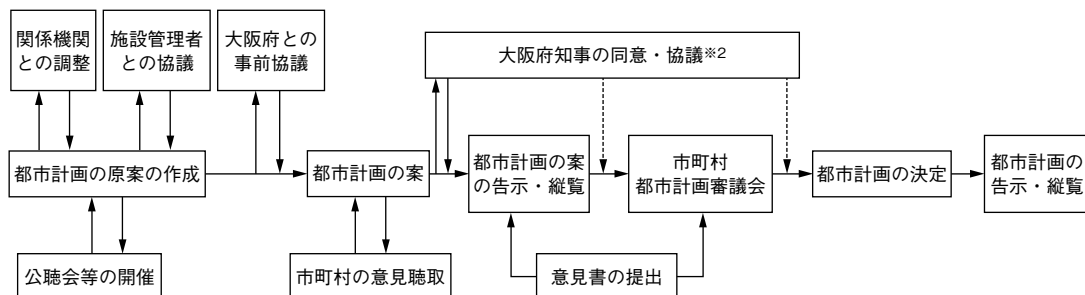 関係機関
との調整
施設管理者
との協議
大阪府との
事前協議
大阪府知事の同意・協議※2
都市計画の原案の作成
都市計画の案
都市計画の案
の告示・縦覧
市町村
都市計画審議会
都市計画の決定
都市計画の
告示・縦覧
公聴会等の開催
市町村の意見聴取
意見書の提出